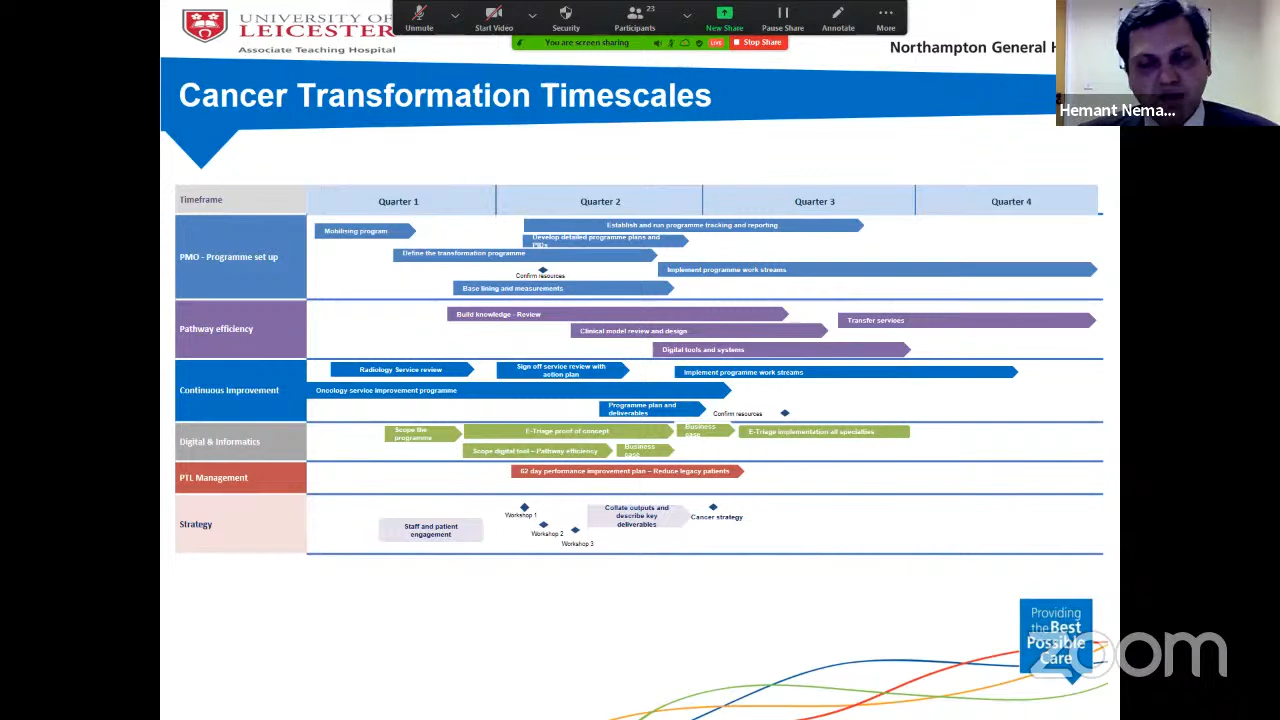 UNIVERSITY OF
LEICESTER
Associate Teaching Hospital
Unmute
Start Video
Security
23
Participants
New Share
Pause Share
Annotate
More
You are screen sharing
LIVE
Stop Share
Northampton General
Hemant Nema...
Cancer Transformation Timescales
Timeframe
Quarter 1
Quarter 2
Quarter 3
Quarter 4
PMO - Programme set up
Mobilising program
Establish and run programme tracking and reporting
Develop detailed programme plans and
PIDs
Define the transformation programme
Confirm resources
Implement programme work streams
Base lining and measurements
Pathway efficiency
Build knowledge - Review
Transfer services
Clinical model review and design
Digital tools and systems
Continuous Improvement
Radiology Service review
Sign off service review with
action plan
Implement programme work streams
Oncology service improvement programme
Programme plan and
deliverables
Confirm resources
Digital & Informatics
Scope the
programme
E-Triage proof of concept
Business
case
E-Triage implementation all specialties
Scope digital tool – Pathway efficiency
Business
case
PTL Management
62 day performance improvement plan – Reduce legacy patients
Strategy
Staff and patient
engagement
Workshop 1
Workshop 2
Workshop 3
Collate outputs and
describe key
deliverables
Cancer strategy
Providing
the Best
Possible
Care
zoom